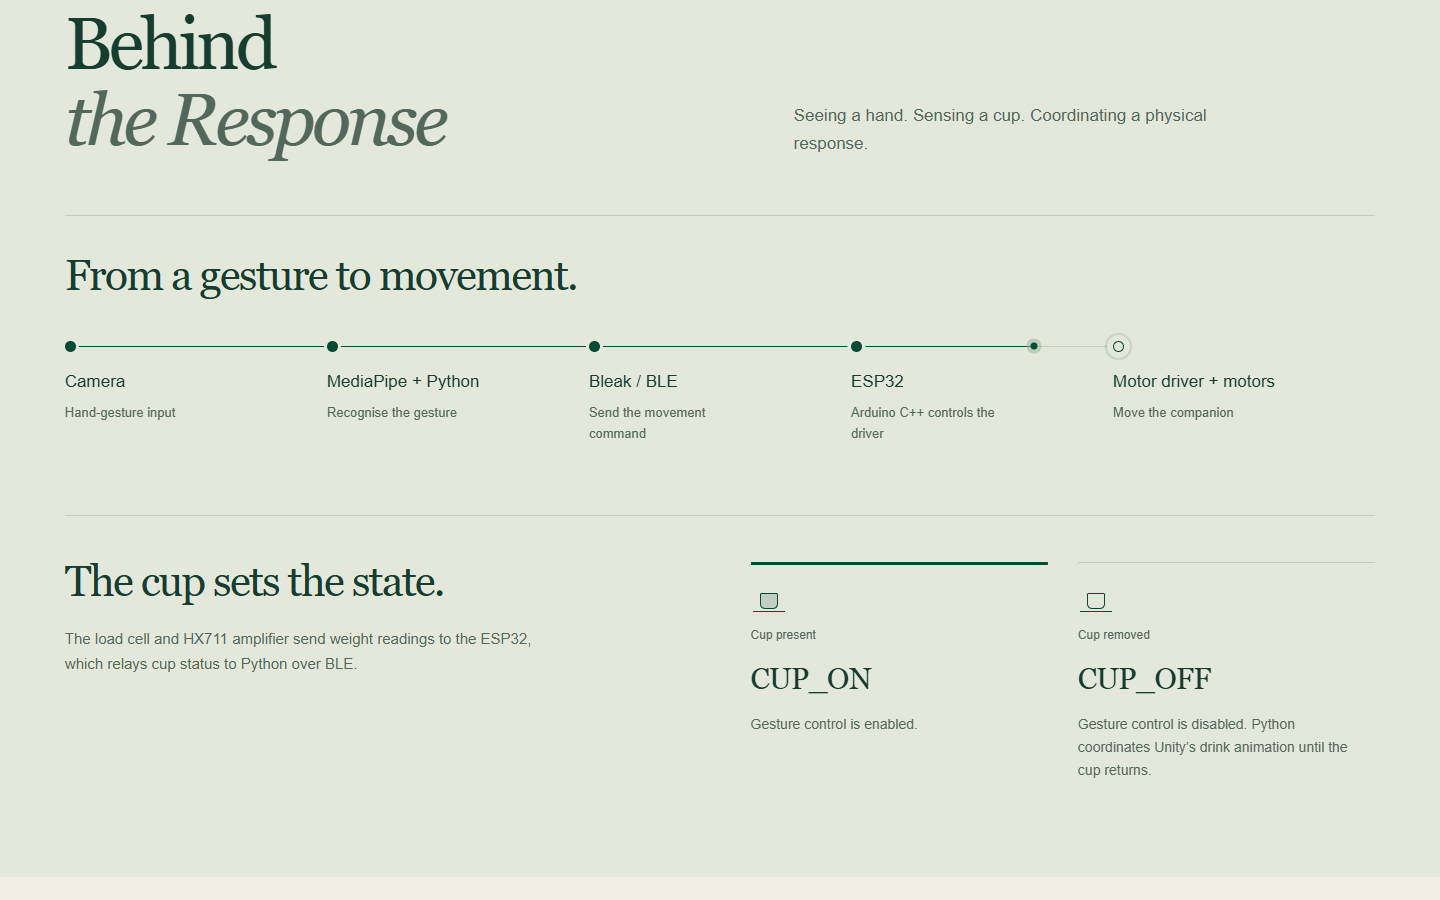 Behind
the Response
Seeing a hand. Sensing a cup. Coordinating a physical
response.
From a gesture to movement.
Camera
Hand-gesture input
MediaPipe + Python
Recognise the gesture
Bleak / BLE
Send the movement
command
ESP32
Arduino C++ controls the
driver
Motor driver + motors
Move the companion
The cup sets the state.
The load cell and HX711 amplifier send weight readings to the ESP32,
which relays cup status to Python over BLE.
Cup present
CUP_ON
Gesture control is enabled.
Cup removed
CUP_OFF
Gesture control is disabled. Python
coordinates Unity’s drink animation until the
cup returns.